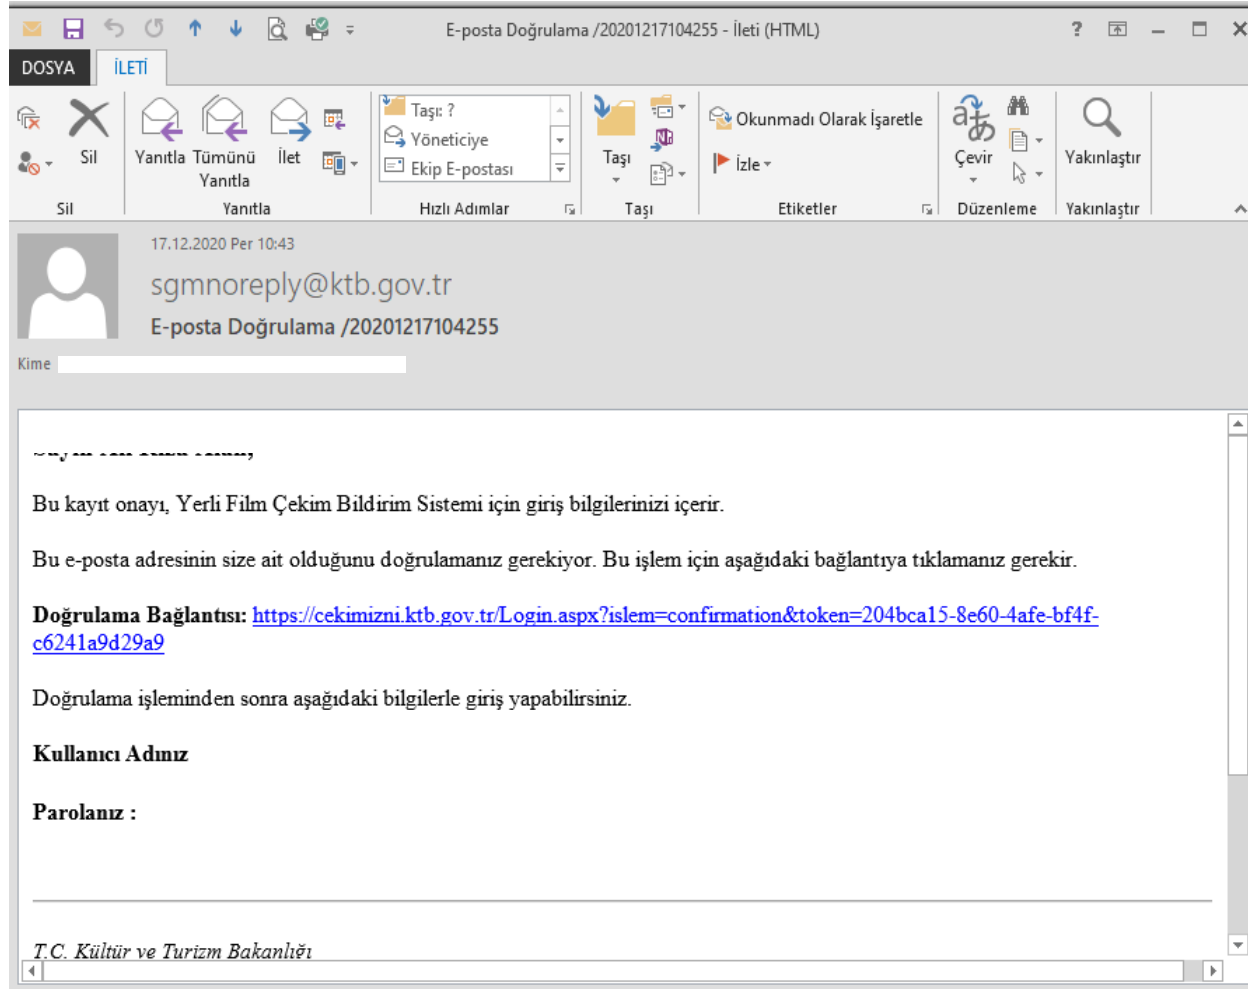 E-posta Doğrulama /20201217104255 - İleti (HTML)
DOSYA İLETİ
Sil
Yanıtla Tümünü Yanıtla İlet
Taşı: ?
Yöneticiye
Ekip E-postası
Taşı
Okunmadı Olarak İşaretle
İzle
Çevir
Yakınlaştır
Sil Yanıtla Hızlı Adımlar Taşı Etiketler Düzenleme Yakınlaştır
17.12.2020 Per 10:43
sgmnoreply@ktb.gov.tr
E-posta Doğrulama /20201217104255
Kime
Bu kayıt onayı, Yerli Film Çekim Bildirim Sistemi için giriş bilgilerinizi içerir.
Bu e-posta adresinin size ait olduğunu doğrulamanız gerekiyor. Bu işlem için aşağıdaki bağlantıya tıklamanız gerekir.
Doğrulama Bağlantısı: https://cekimizni.ktb.gov.tr/Login.aspx?islem=confirmation&token=204bca15-8e60-4afe-bf4f-
c6241a9d29a9
Doğrulama işleminden sonra aşağıdaki bilgilerle giriş yapabilirsiniz.
Kullanıcı Adınız
Parolanız :
T.C. Kültür ve Turizm Bakanlığı